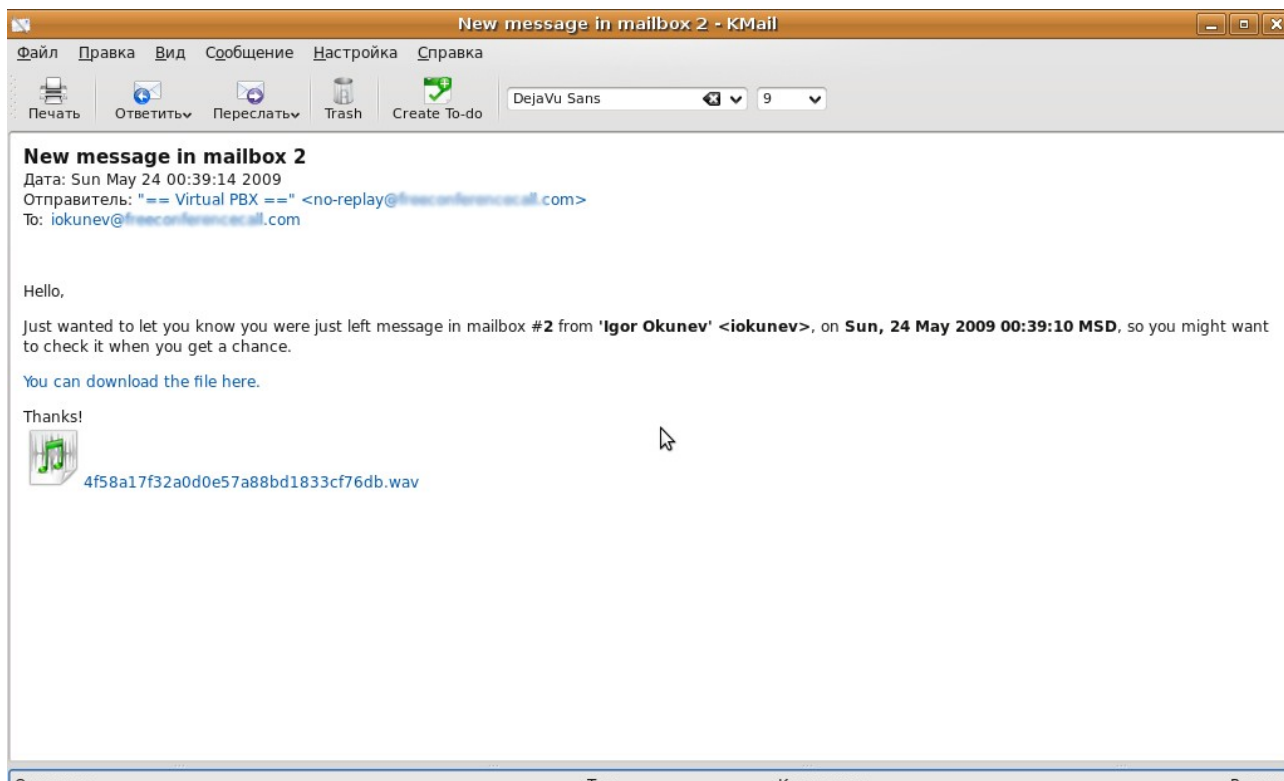 New message in mailbox 2 - KMail
Файл Правка Вид Сообщение Настройка Справка
Печать Ответить Переслать Trash Create To-do DejaVu Sans 9
New message in mailbox 2
Дата: Sun May 24 00:39:14 2009
Отправитель: "== Virtual PBX ==" <no-replay@freeconferencecall.com>
To: iokunev@freeconferencecall.com
Hello,
Just wanted to let you know you were just left message in mailbox #2 from 'Igor Okunev' <iokunev>, on Sun, 24 May 2009 00:39:10 MSD, so you might want
to check it when you get a chance.
You can download the file here.
Thanks!
4f58a17f32a0d0e57a88bd1833cf76db.wav